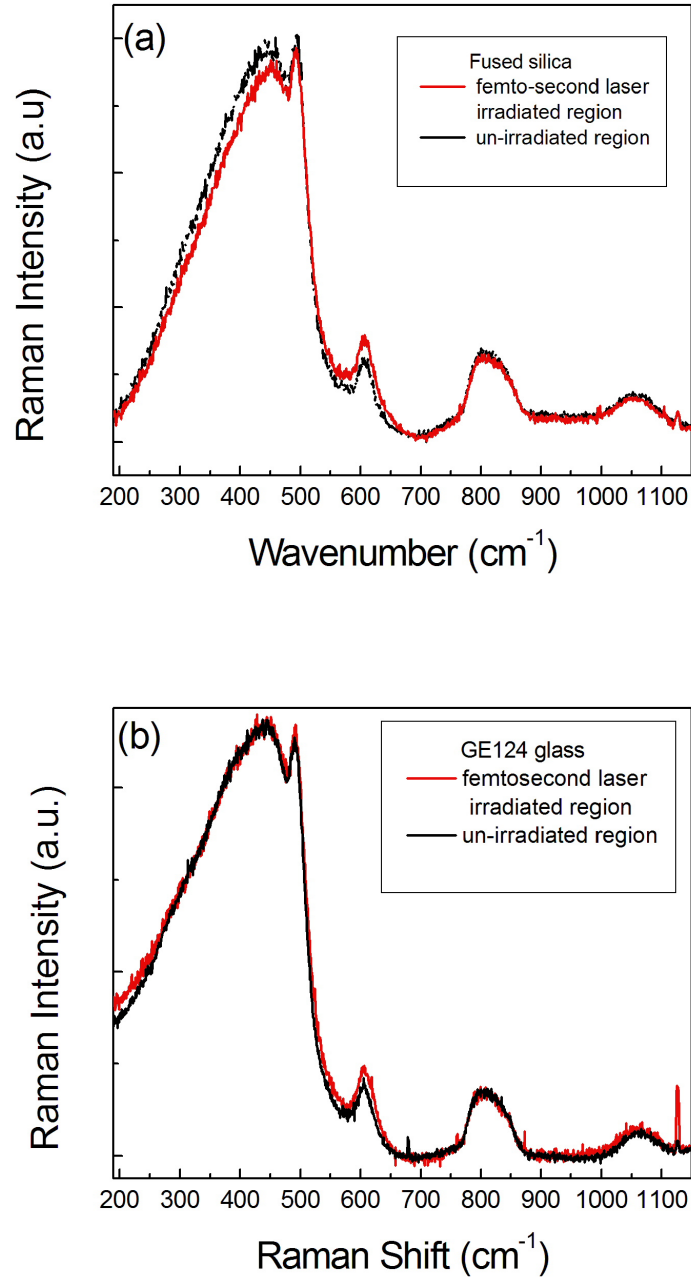 (a)
Fused silica
femto-second laser
irradiated region
un-irradiated region
Raman Intensity (a.u)
200 300 400 500 600 700 800 900 1000 1100
Wavenumber (cm⁻¹)
(b)
GE124 glass
femtosecond laser
irradiated region
un-irradiated region
Raman Intensity (a.u.)
200 300 400 500 600 700 800 900 1000 1100
Raman Shift (cm⁻¹)